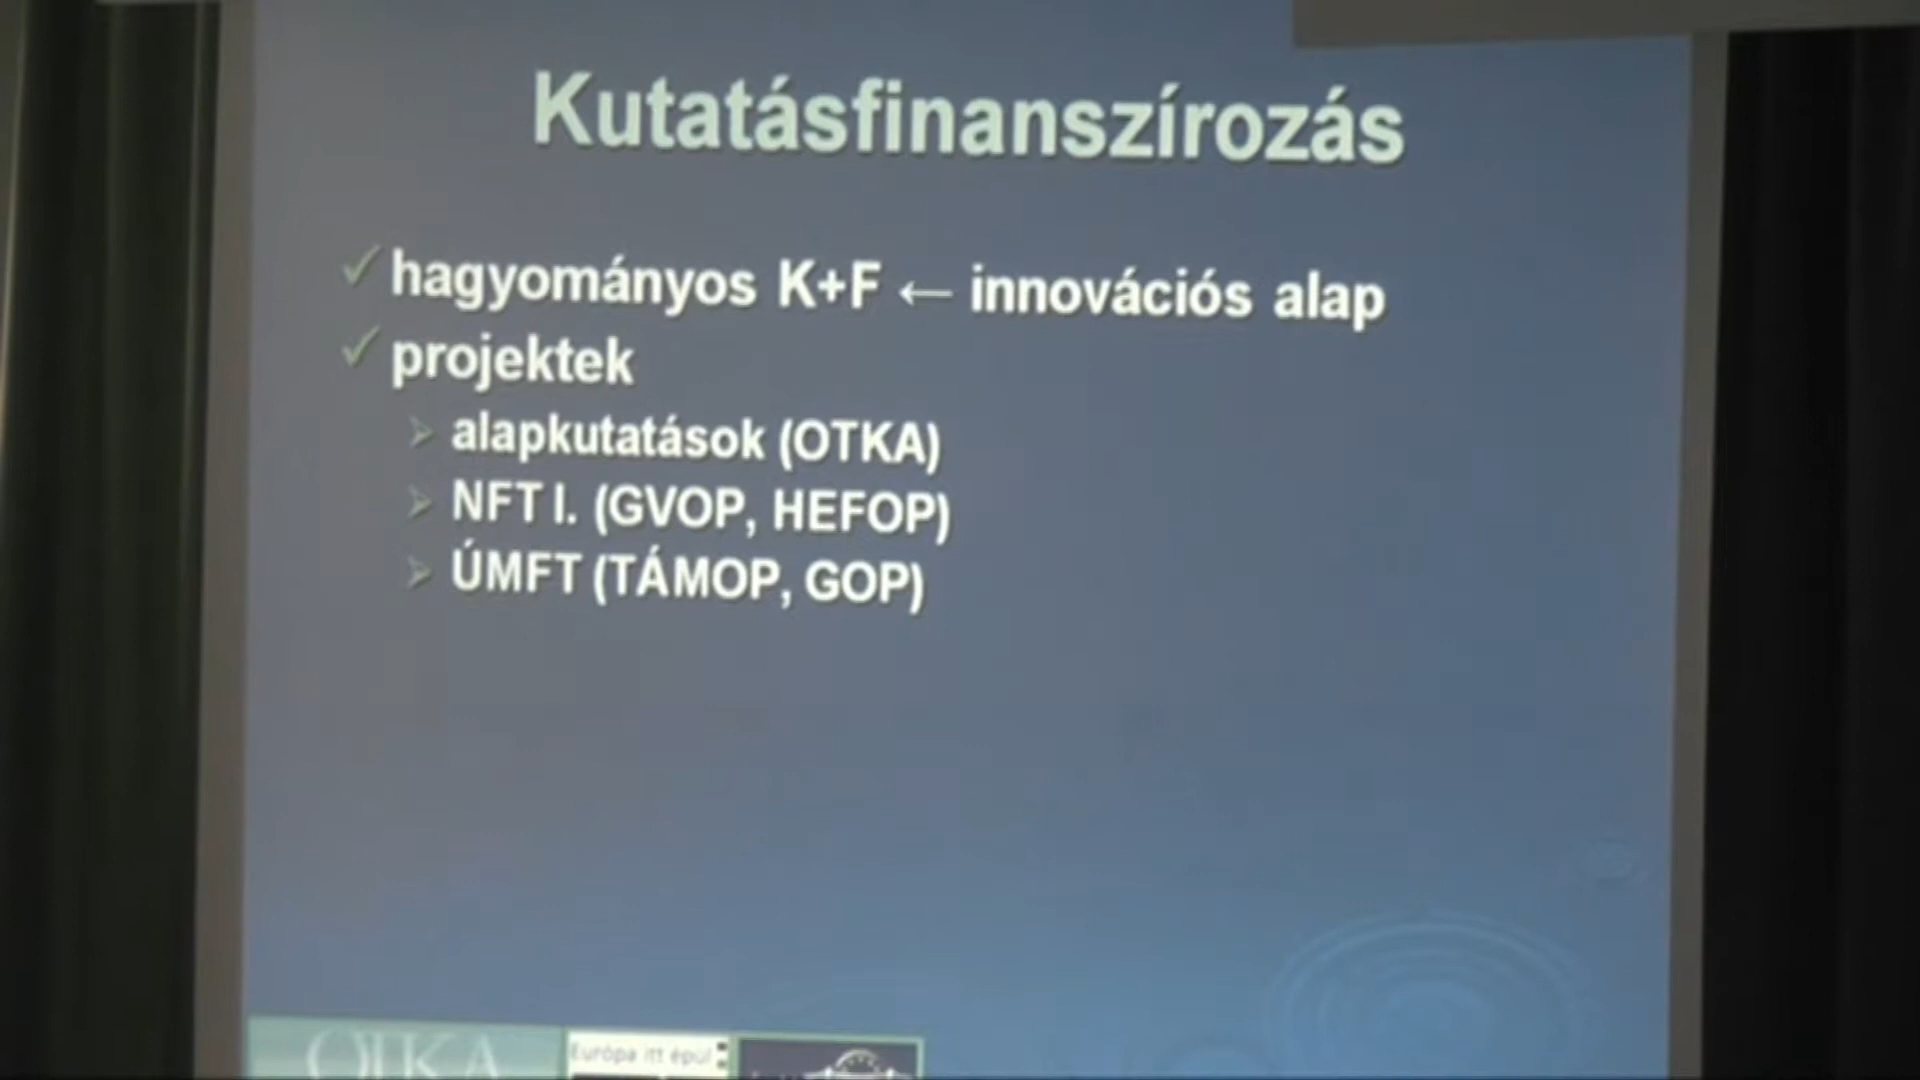 Kutatásfinanszírozás
hagyományos K+F ← innovációs alap
projektek
alapkutatások (OTKA)
NFT I. (GVOP, HEFOP)
ÚMFT (TÁMOP, GOP)
OTKA
Európa itt épül